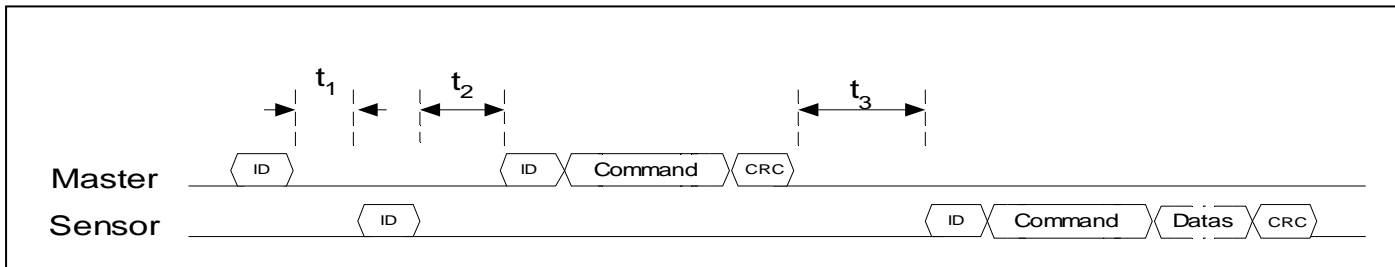 t1 t2 t3
Master ID ID Command CRC
Sensor ID ID Command Datas CRC